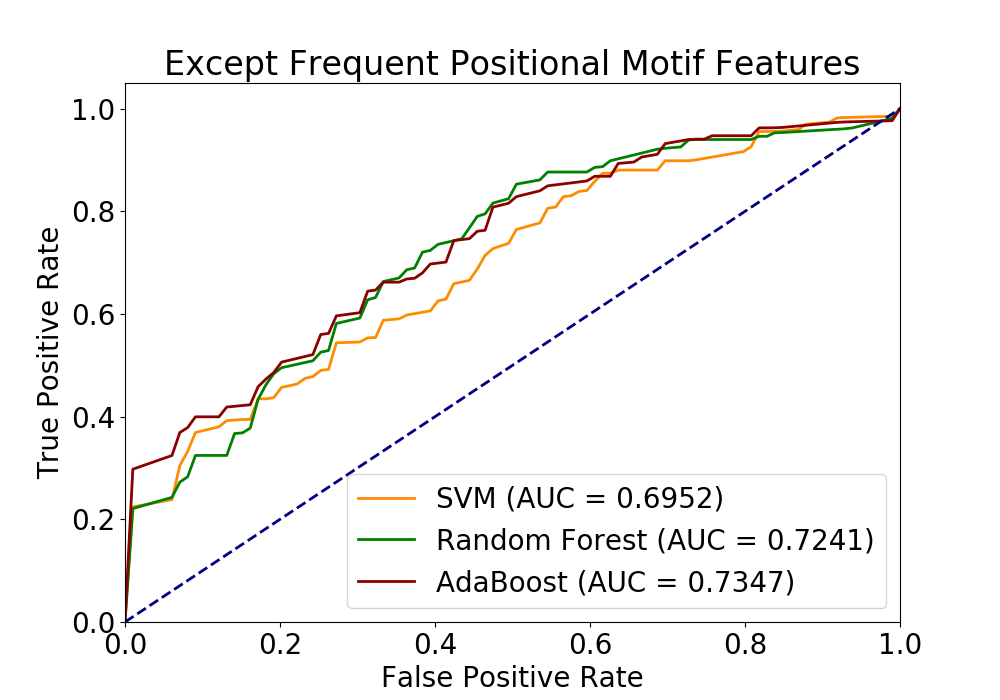 Except Frequent Positional Motif Features
True Positive Rate
1.0
0.8
0.6
0.4
0.2
0.0
0.0 0.2 0.4 0.6 0.8 1.0
False Positive Rate
SVM (AUC = 0.6952)
Random Forest (AUC = 0.7241)
AdaBoost (AUC = 0.7347)